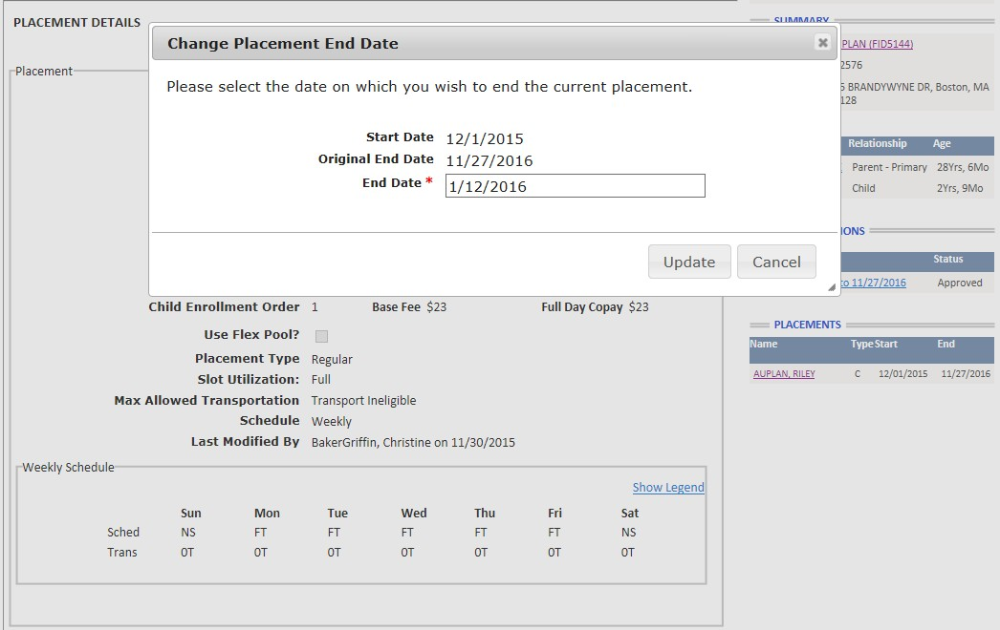 PLACEMENT DETAILS
Change Placement End Date
Please select the date on which you wish to end the current placement.
Start Date 12/1/2015
Original End Date 11/27/2016
End Date * 1/12/2016
Update Cancel
Placement
Child Enrollment Order 1 Base Fee $23 Full Day Copay $23
Use Flex Pool?
Placement Type Regular
Slot Utilization: Full
Max Allowed Transportation Transport Ineligible
Schedule Weekly
Last Modified By BakerGriffin, Christine on 11/30/2015
Weekly Schedule
Show Legend
Sun Mon Tue Wed Thu Fri Sat
Sched NS FT FT FT FT FT NS
Trans 0T 0T 0T 0T 0T 0T 0T
SUMMARY
PLAN (FID5144)
2576
BRANDYWYNE DR, Boston, MA
128
Relationship Age
Parent - Primary 28Yrs, 6Mo
Child 2Yrs, 9Mo
IONS
Status
to 11/27/2016 Approved
PLACEMENTS
Name Type Start End
AUPLAN, RILEY C 12/01/2015 11/27/2016